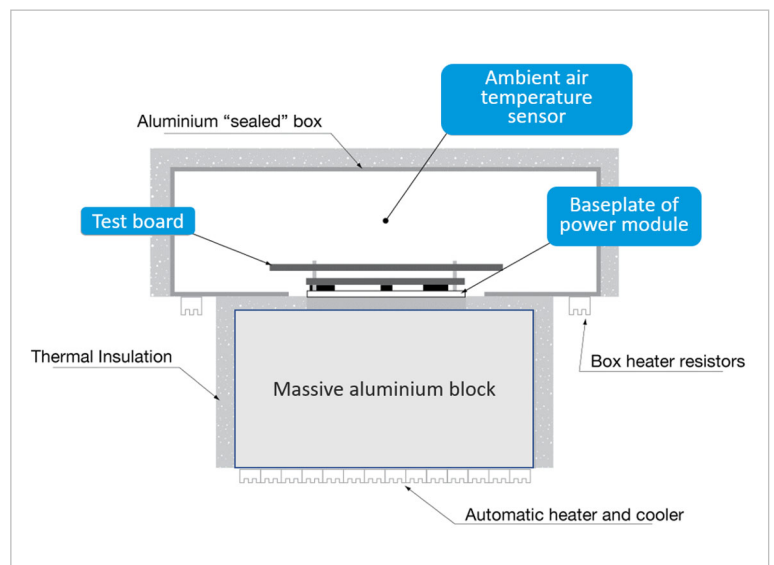 Ambient air
temperature
sensor
Aluminium “sealed” box
Test board
Baseplate of
power module
Thermal Insulation
Massive aluminium block
Box heater resistors
Automatic heater and cooler